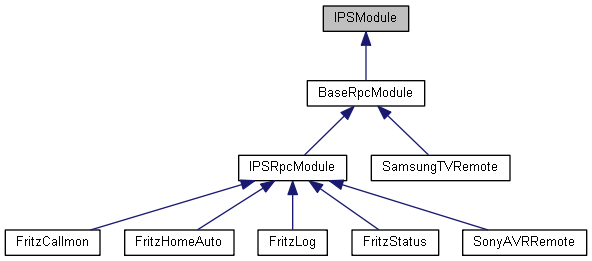 IPSModule
BaseRpcModule
IPSRpcModule
SamsungTVRemote
FritzCallmon
FritzHomeAuto
FritzLog
FritzStatus
SonyAVRRemote